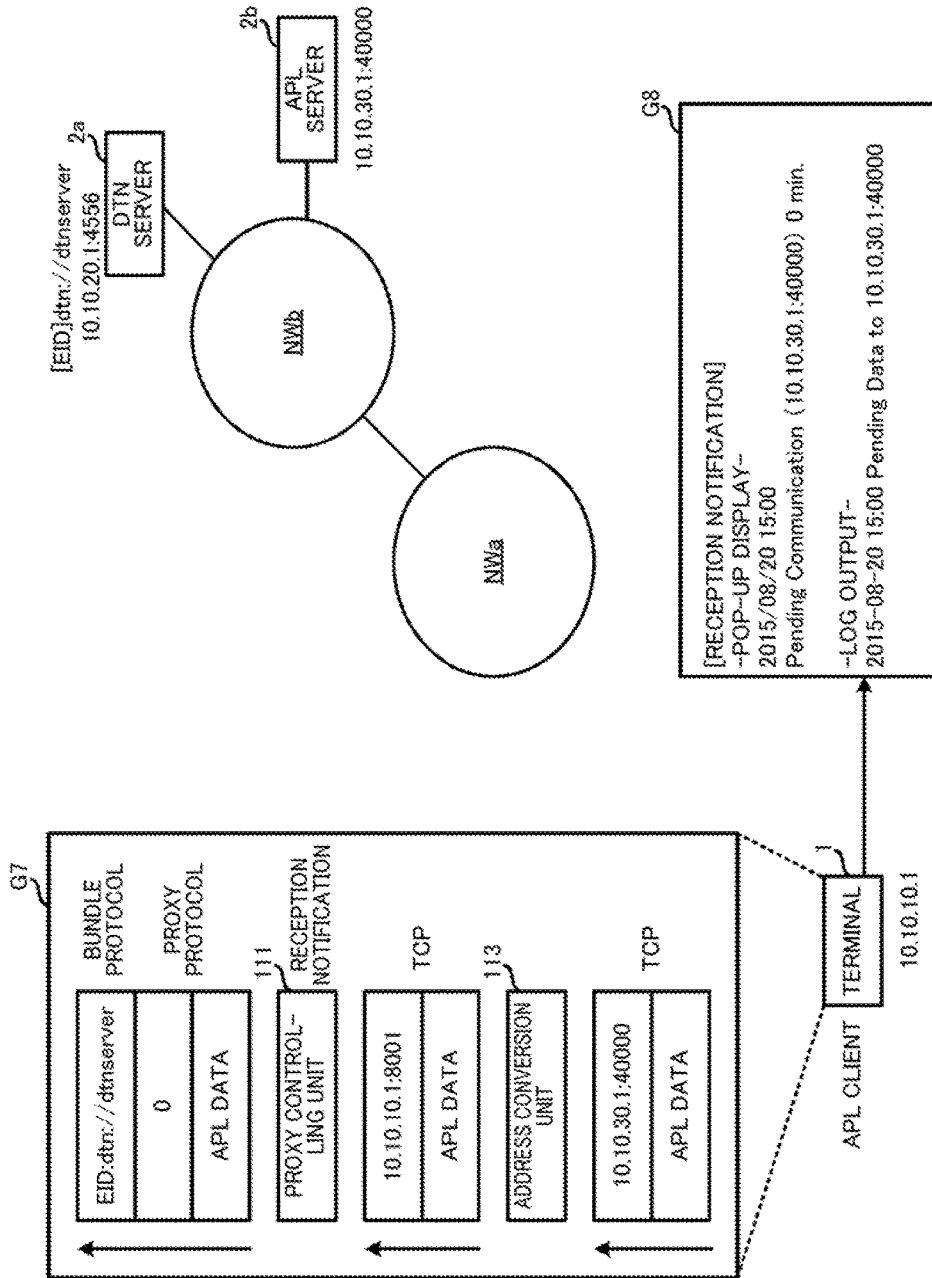 G7
BUNDLE
PROTOCOL
EID:dtn://dtnserver
PROXY
PROTOCOL
0
APL DATA
111
RECEPTION
NOTIFICATION
PROXY CONTROL-
LING UNIT
TCP
10.10.10.1:8001
APL DATA
113
ADDRESS CONVERSION
UNIT
TCP
10.10.30.1:40000
APL DATA
APL CLIENT
TERMINAL
1
10.10.10.1
[EID]dtn://dtnserver
10.10.20.1:4556
2a
DTN
SERVER
2b
APL
SERVER
10.10.30.1:40000
NWb
NWa
G8
[RECEPTION NOTIFICATION]
-POP-UP DISPLAY-
2015/08/20 15:00
Pending Communication (10.10.30.1:40000) 0 min.
-LOG OUTPUT-
2015-08-20 15:00 Pending Data to 10.10.30.1:40000